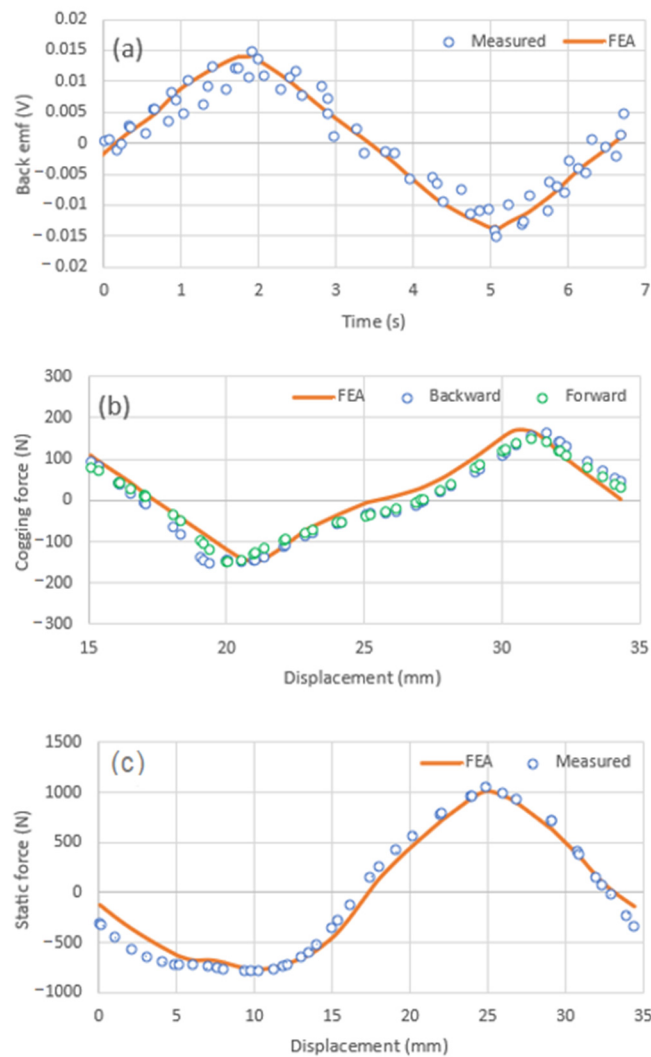 (a)
Measured FEA
0.02
0.015
0.01
0.005
0
−0.005
−0.01
−0.015
−0.02
Back emf (V)
0 1 2 3 4 5 6 7
Time (s)
(b)
FEA Backward Forward
300
200
100
0
−100
−200
−300
Cogging force (N)
15 20 25 30 35
Displacement (mm)
(c)
FEA Measured
1500
1000
500
0
−500
−1000
Static force (N)
0 5 10 15 20 25 30 35
Displacement (mm)